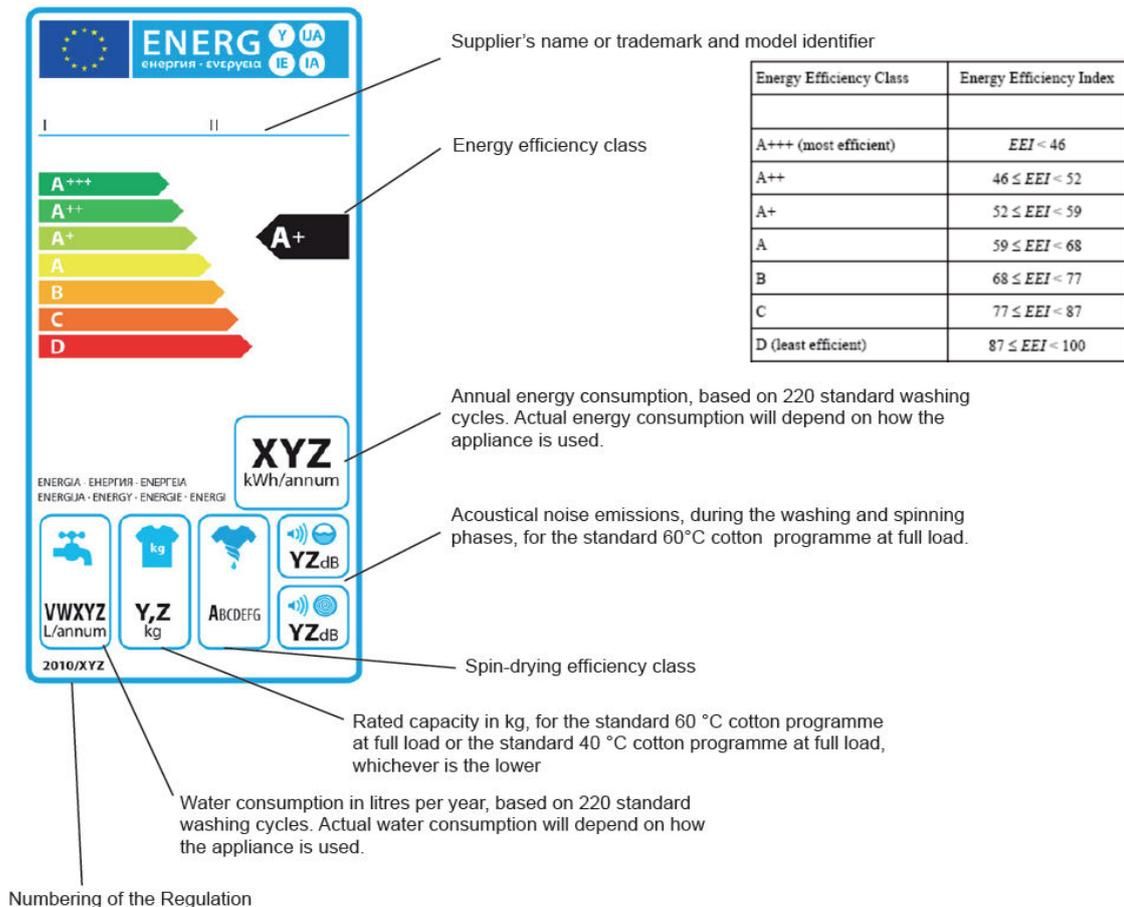 ENERG Y IJA
енергия · ενεργεια IE IA
Supplier's name or trademark and model identifier
I II
Energy efficiency class
A+++
A++
A+
A
B
C
D
A+
Energy Efficiency Class Energy Efficiency Index
A+++ (most efficient) EEI < 46
A++ 46 ≤ EEI < 52
A+ 52 ≤ EEI < 59
A 59 ≤ EEI < 68
B 68 ≤ EEI < 77
C 77 ≤ EEI < 87
D (least efficient) 87 ≤ EEI < 100
Annual energy consumption, based on 220 standard washing
cycles. Actual energy consumption will depend on how the
appliance is used.
XYZ
kWh/annum
ENERGIA · ЕНЕРГИЯ · ΕΝΕΡΓΕΙΑ
ENERGIJA · ENERGY · ENERGIE · ENERGI
Acoustical noise emissions, during the washing and spinning
phases, for the standard 60°C cotton programme at full load.
kg
YZdB
VWXYZ
L/annum
Y,Z
kg
ABCDEFG
YZdB
2010/XYZ
Spin-drying efficiency class
Rated capacity in kg, for the standard 60 °C cotton programme
at full load or the standard 40 °C cotton programme at full load,
whichever is the lower
Water consumption in litres per year, based on 220 standard
washing cycles. Actual water consumption will depend on how
the appliance is used.
Numbering of the Regulation